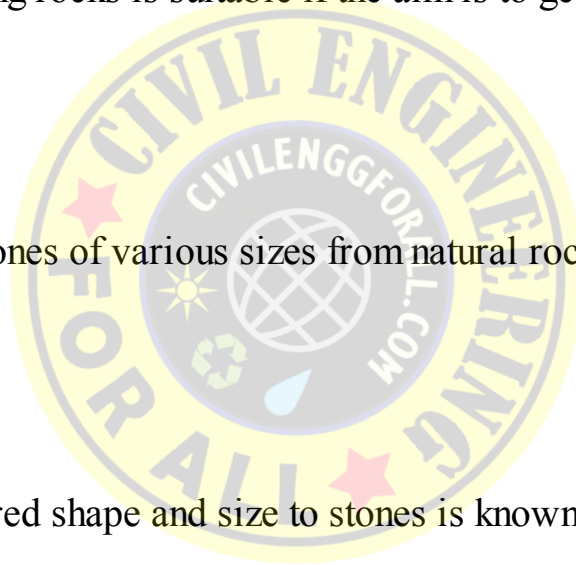 ng rocks is suitable if the aim is to ge
CIVIL ENGINEERING
CIVILENGGFORALL.COM
ones of various sizes from natural roc
FOR ALL
red shape and size to stones is known